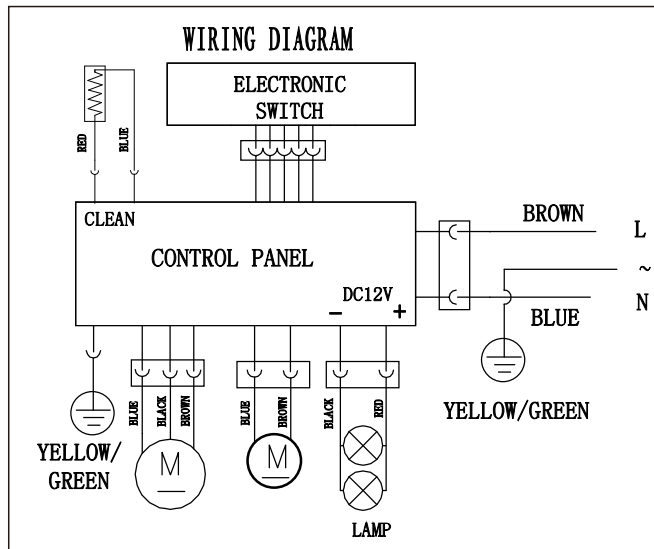 WIRING DIAGRAM
ELECTRONIC
SWITCH
RED
BLUE
CLEAN
CONTROL PANEL
DC12V
- +
BROWN
L
~
N
BLUE
YELLOW/GREEN
BLUE
BLACK
BROWN
BLUE
BROWN
BLACK
RED
YELLOW/
GREEN
M
M
LAMP